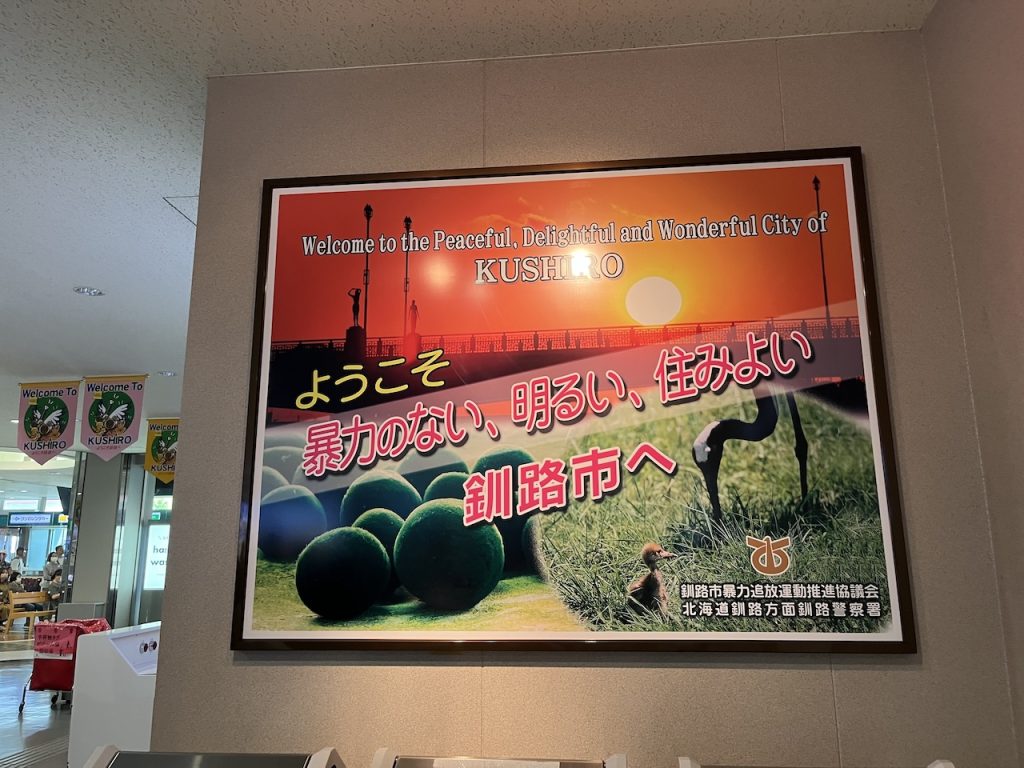 Welcome to the Peaceful, Delightful and Wonderful City of
KUSHIRO
ようこそ
暴力のない、明るい、住みよい
釧路市へ
釧路市暴力追放運動推進協議会
北海道釧路方面釧路警察署
Welcome To
KUSHIRO
Welcome To
KUSHIRO
Welcome
KUSH